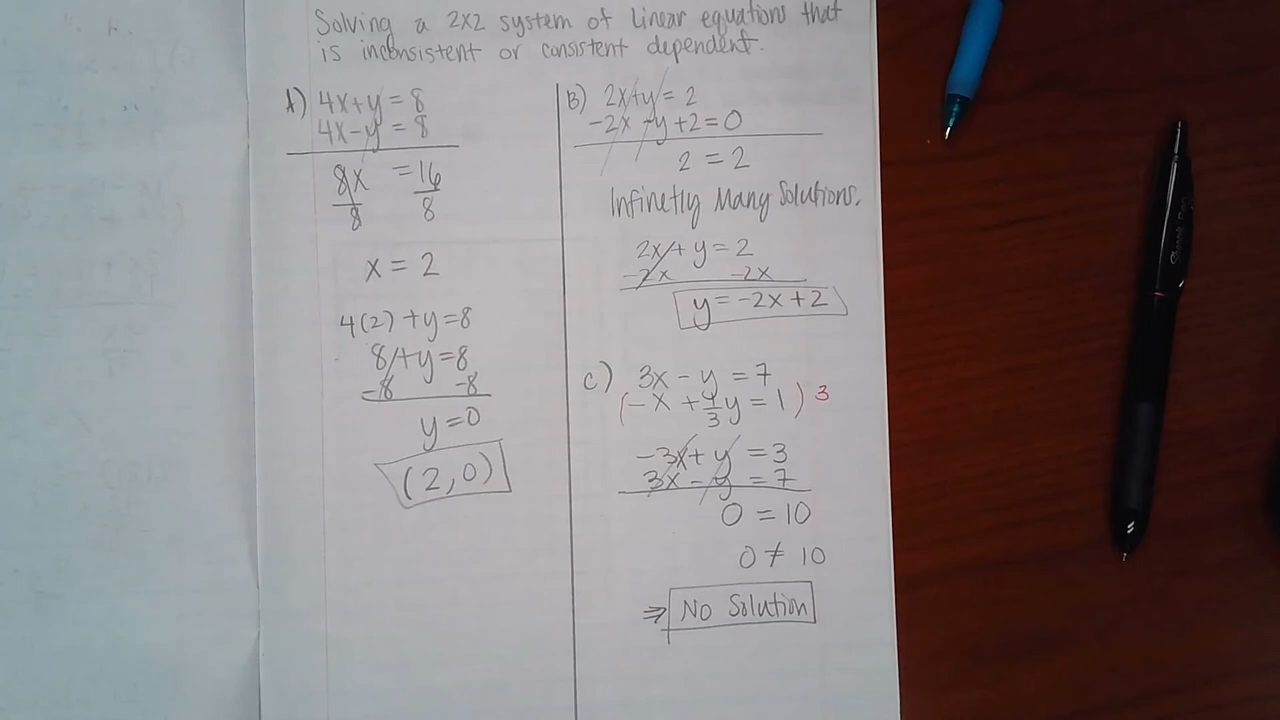 Solving a 2x2 system of linear equations that
is inconsistent or consistent dependent.
A) 4x+y=8
4x-y=8
8x =16
8 8
x=2
4(2)+y=8
8+y=8
-8 -8
y=0
(2,0)
B) 2x+y=2
-2x-y+2=0
2=2
Infinetly Many Solutions.
2x+y=2
-2x -2x
y=-2x+2
C) 3x-y=7
(-x+y/3y=1)3
-3x+y=3
3x-y=7
0=10
0≠10
⇒ No Solution